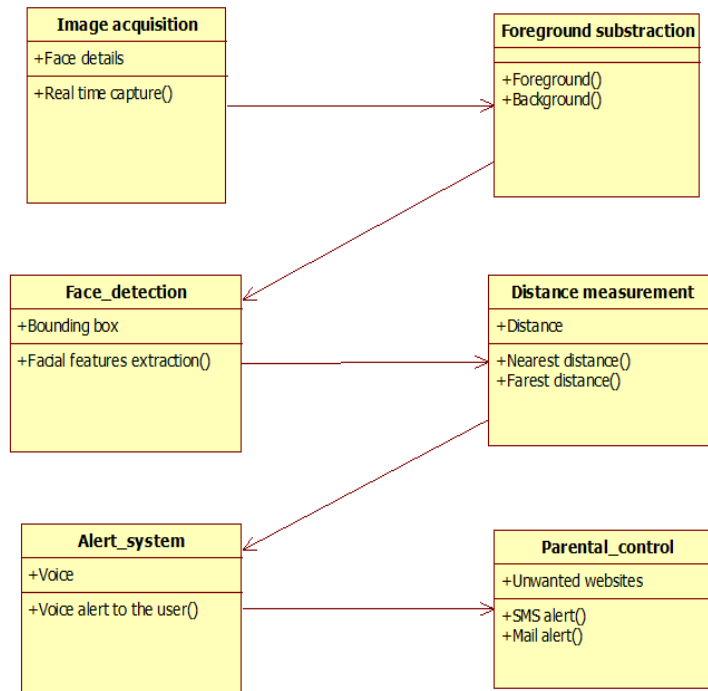 Image acquisition
+Face details
+Real time capture()
Foreground substraction
+Foreground()
+Background()
Face_detection
+Bounding box
+Facial features extraction()
Distance measurement
+Distance
+Nearest distance()
+Farest distance()
Alert_system
+Voice
+Voice alert to the user()
Parental_control
+Unwanted websites
+SMS alert()
+Mail alert()